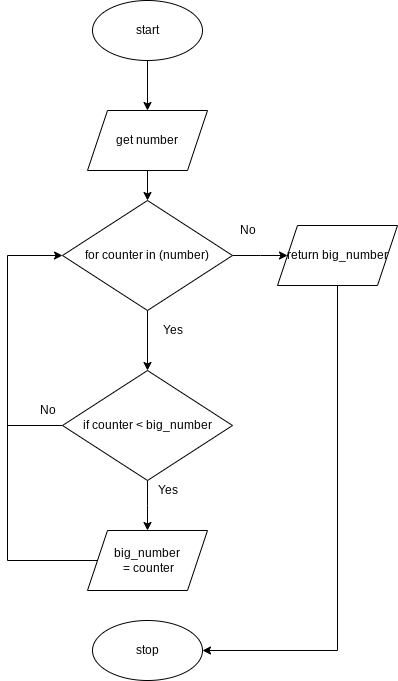 start
get number
for counter in (number)
No
return big_number
Yes
if counter < big_number
No
Yes
big_number
= counter
stop